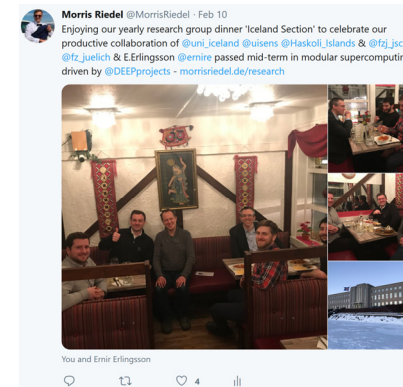 Morris Riedel @MorrisRiedel · Feb 10
Enjoying our yearly research group dinner 'Iceland Section' to celebrate our
productive collaboration of @uni_iceland @uisens @Haskoli_Islands & @fzj_jsc
@fz_juelich & E.Erlingsson @ernire passed mid-term in modular supercomputin
driven by @DEEPprojects - morrisriedel.de/research
You and Ernir Erlingsson
4